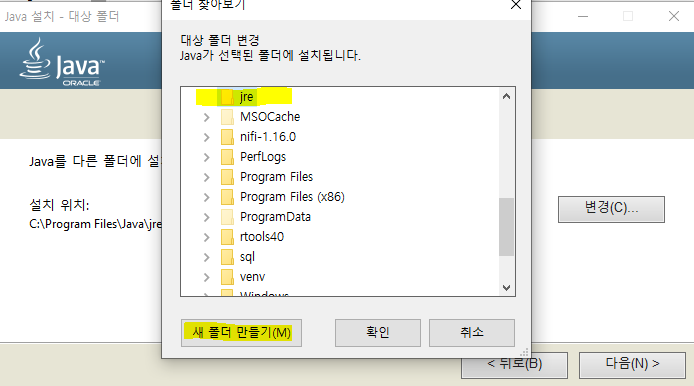 폴더 찾아보기
Java 설치 - 대상 폴더
Java
ORACLE
대상 폴더 변경
Java가 선택된 폴더에 설치됩니다.
jre
MSOCache
nifi-1.16.0
PerfLogs
Program Files
Program Files (x86)
ProgramData
rtools40
sql
venv
Windows
Java를 다른 폴더에 설
설치 위치:
C:\Program Files\Java\jre
변경(C)...
새 폴더 만들기(M)
확인
취소
< 뒤로(B)
다음(N) >